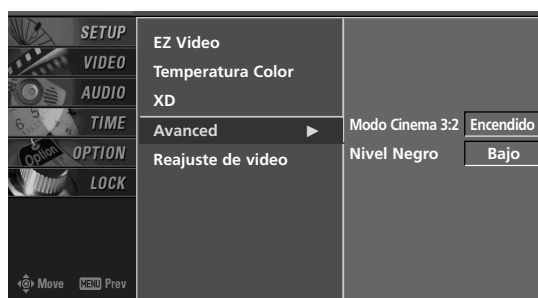 SETUP
VIDEO
AUDIO
TIME
OPTION
LOCK
Move MENU Prev
EZ Video
Temperatura Color
XD
Avanced ▶
Reajuste de video
Modo Cinema 3:2 Encendido
Nivel Negro Bajo
Option